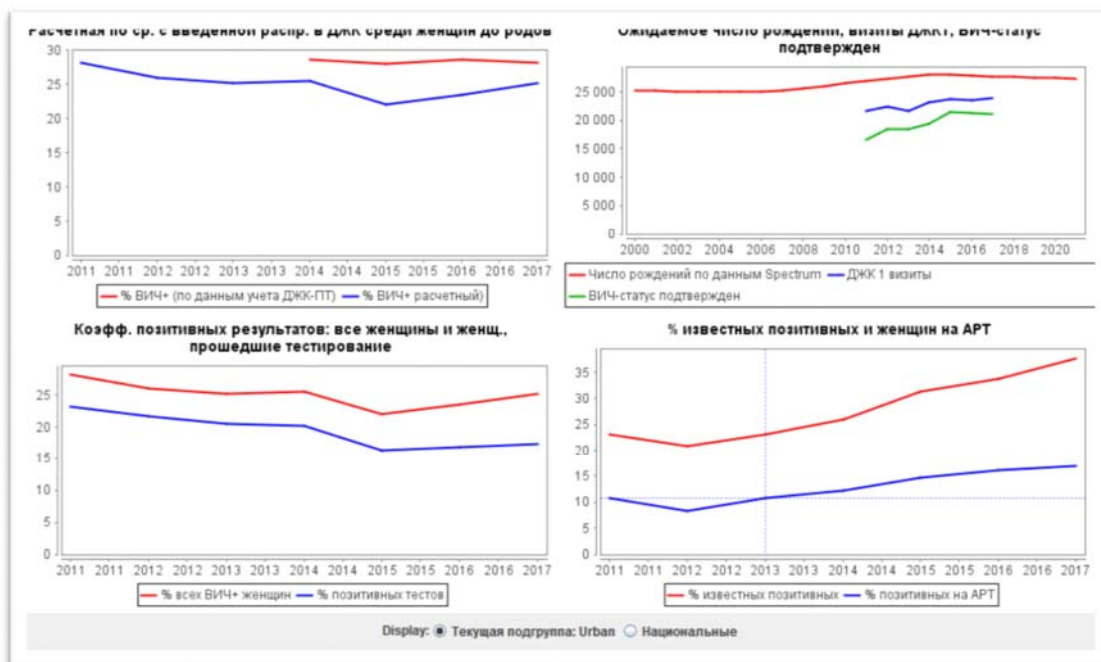 Расчетная по ср. с введенной распр. в ДЖК среди женщин до родов
30
25
20
15
10
5
0
2011 2011 2012 2012 2013 2013 2014 2014 2015 2015 2016 2016 2017
% ВИЧ+ (по данным учета ДЖК-ПТ) % ВИЧ+ расчетный)
Ожидаемое число рождений, визиты ДЖК1, ВИЧ-статус
подтвержден
25 000
20 000
15 000
10 000
5 000
0
2000 2002 2004 2006 2008 2010 2012 2014 2016 2018 2020
Число рождений по данным Spectrum ДЖК 1 визиты
ВИЧ-статус подтвержден
Коэфф. позитивных результатов: все женщины и женщ.,
прошедшие тестирование
25
20
15
10
5
0
2011 2011 2012 2012 2013 2013 2014 2014 2015 2015 2016 2016 2017
% всех ВИЧ+ женщин % позитивных тестов
% известных позитивных и женщин на АРТ
35
30
25
20
15
10
5
0
2011 2011 2012 2012 2013 2013 2014 2014 2015 2015 2016 2016 2017
% известных позитивных % позитивных на АРТ
Display: Текущая подгруппа: Urban Национальные